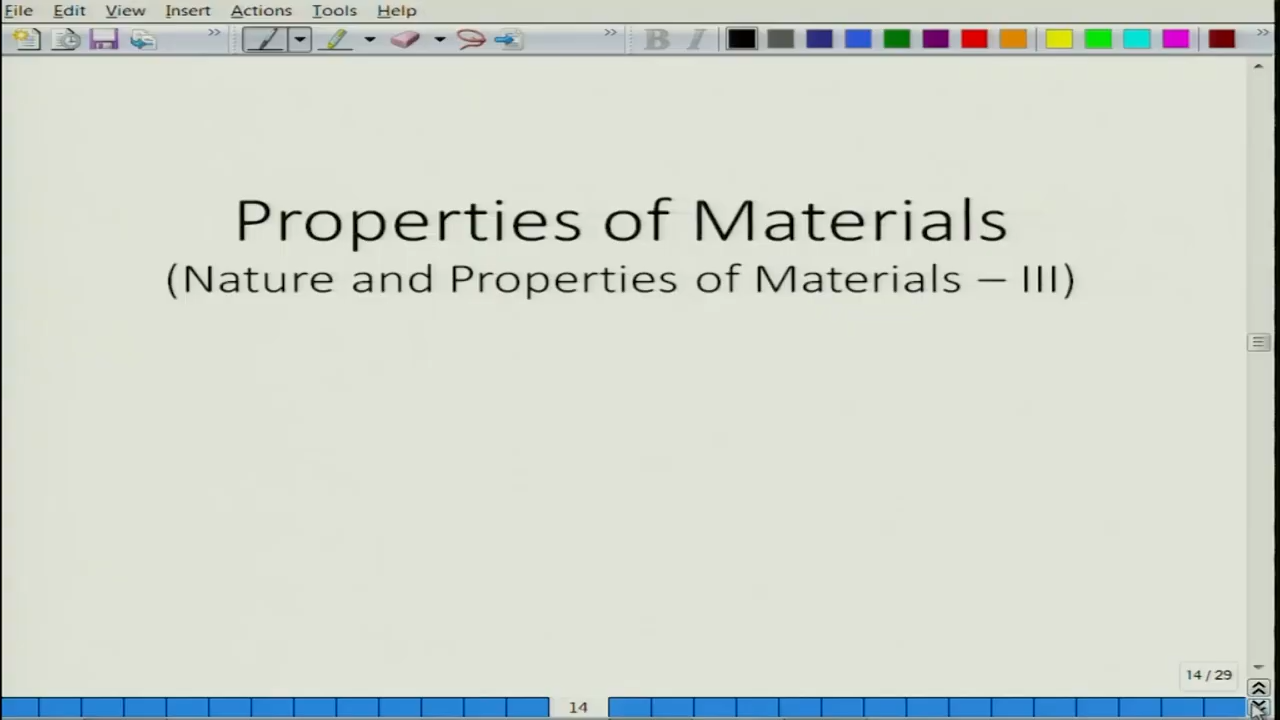 File Edit View Insert Actions Tools Help
B I
Properties of Materials
(Nature and Properties of Materials – III)
14 / 29
14